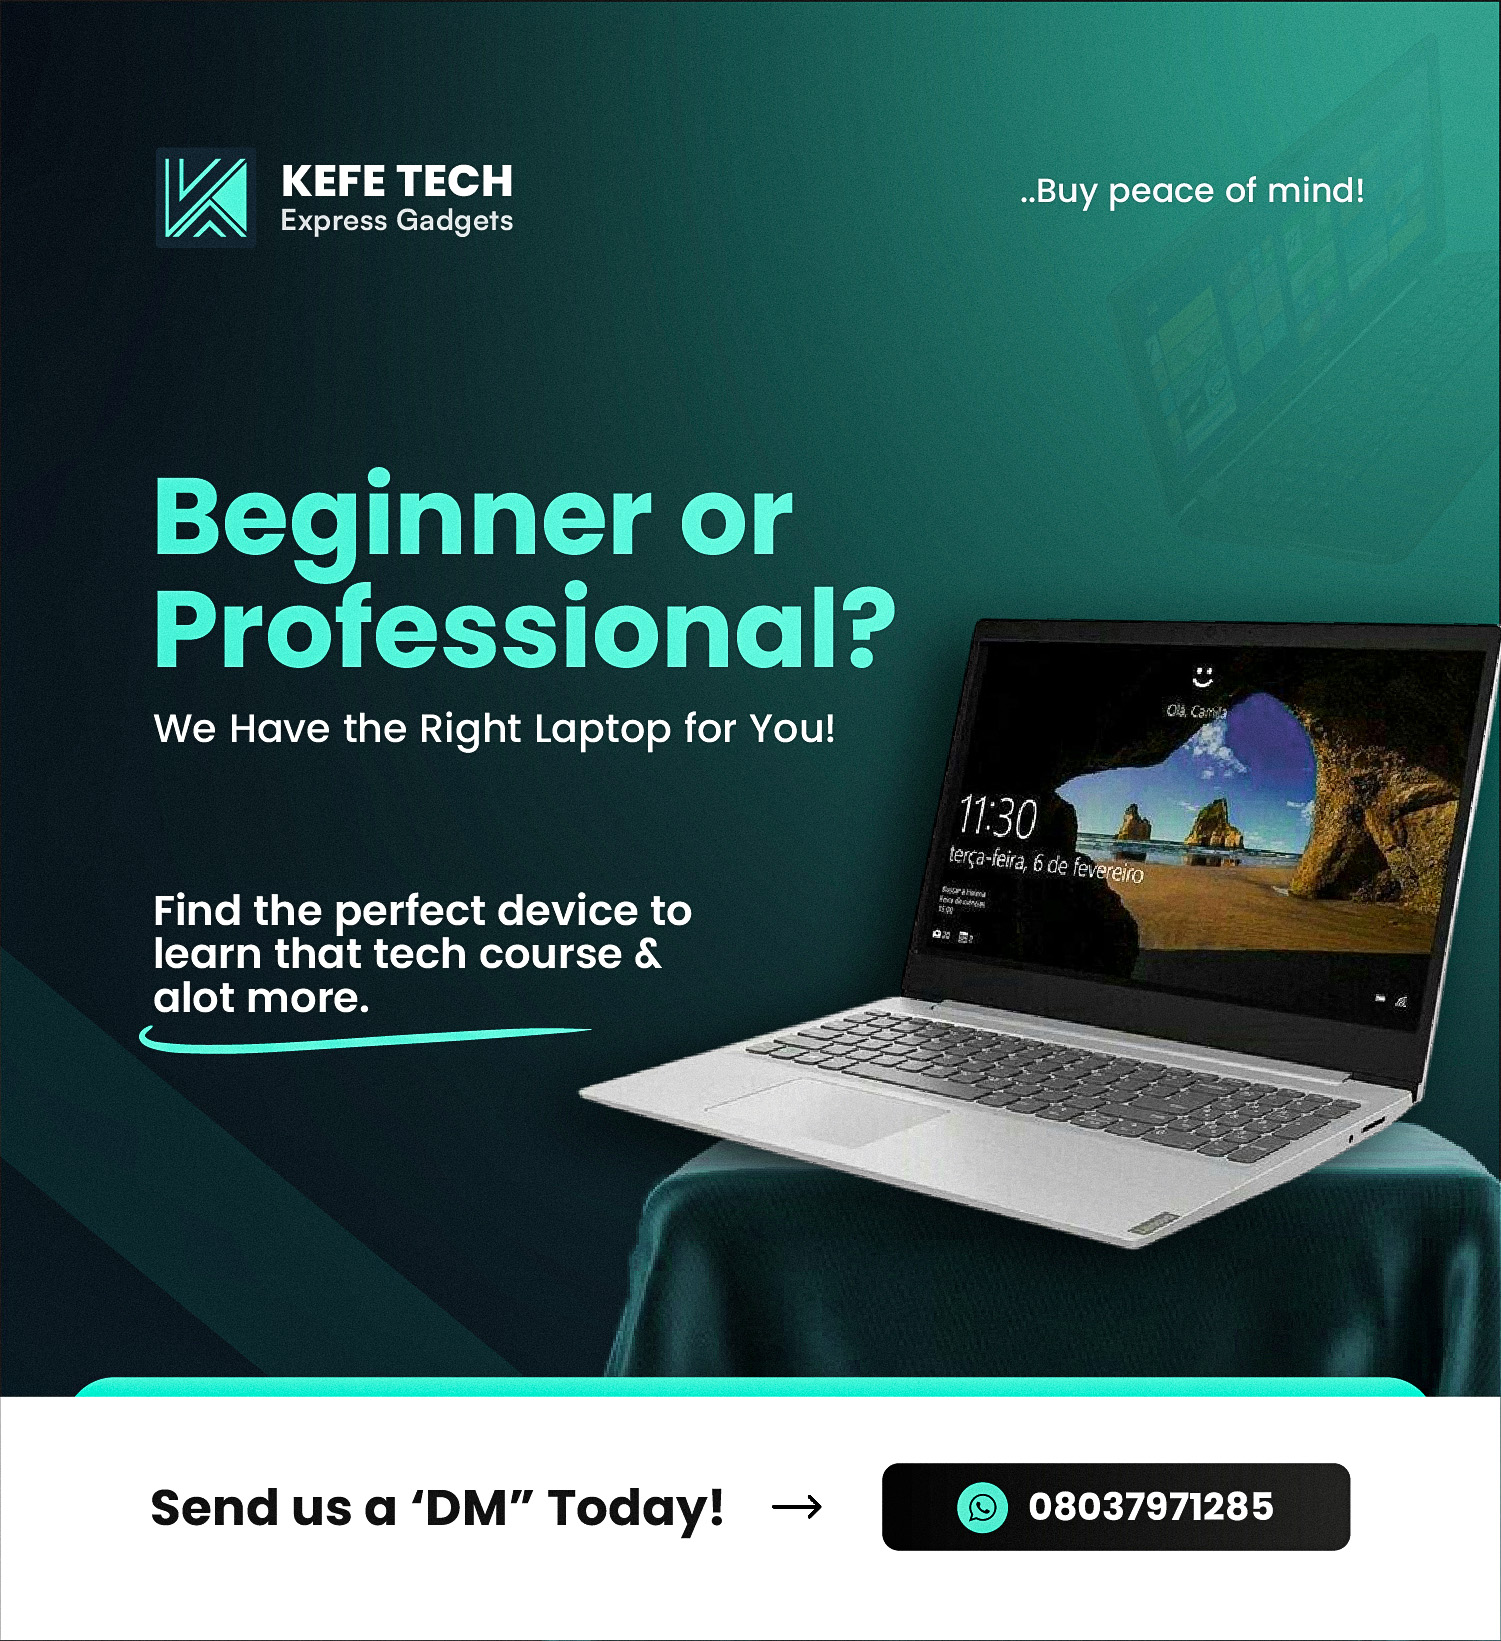 KEFE TECH
Express Gadgets
..Buy peace of mind!
Beginner or
Professional?
We Have the Right Laptop for You!
Find the perfect device to
learn that tech course &
alot more.
Olá, Camila
11:30
terça-feira, 6 de fevereiro
Send us a ‘DM” Today!
08037971285